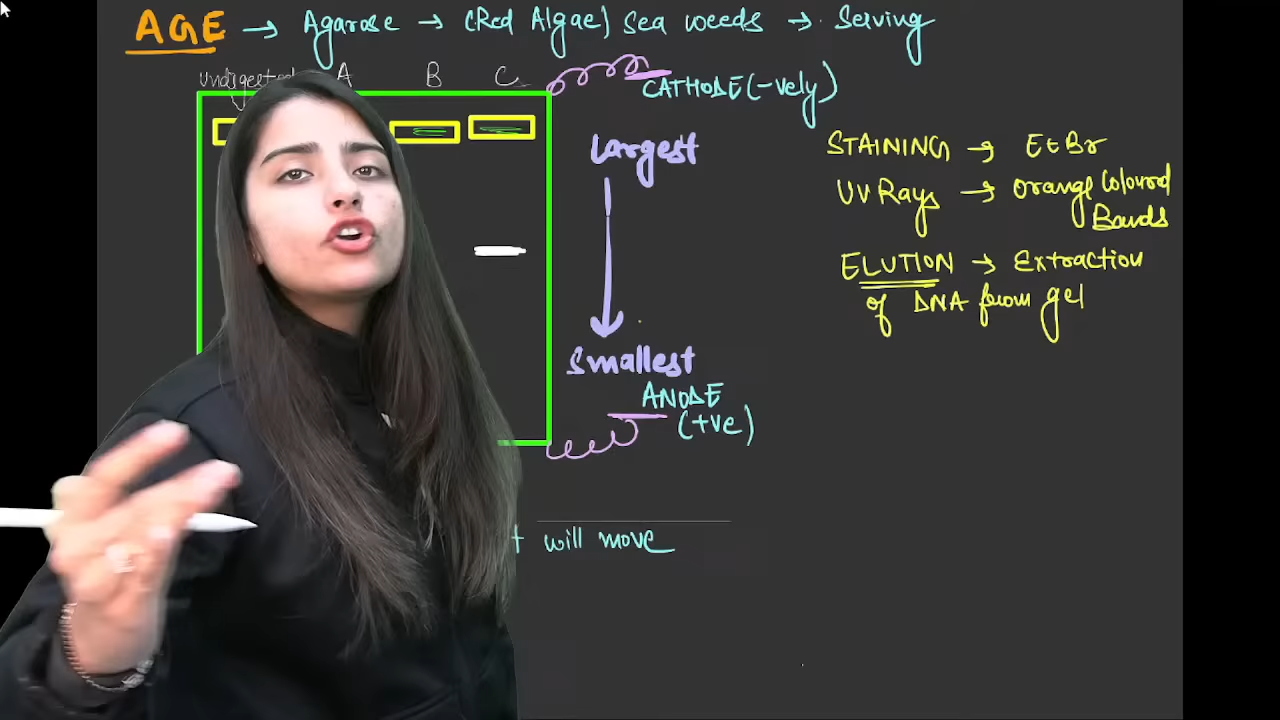 AGE → Agarose → (Red Algae) Sea weeds → Serving
A B C
CATHODE (-vely)
Largest
Smallest
ANODE
(+ve)
STAINING → EtBr
UV Rays → Orange Coloured
Bands
ELUTION → Extraction
of DNA from gel
will move